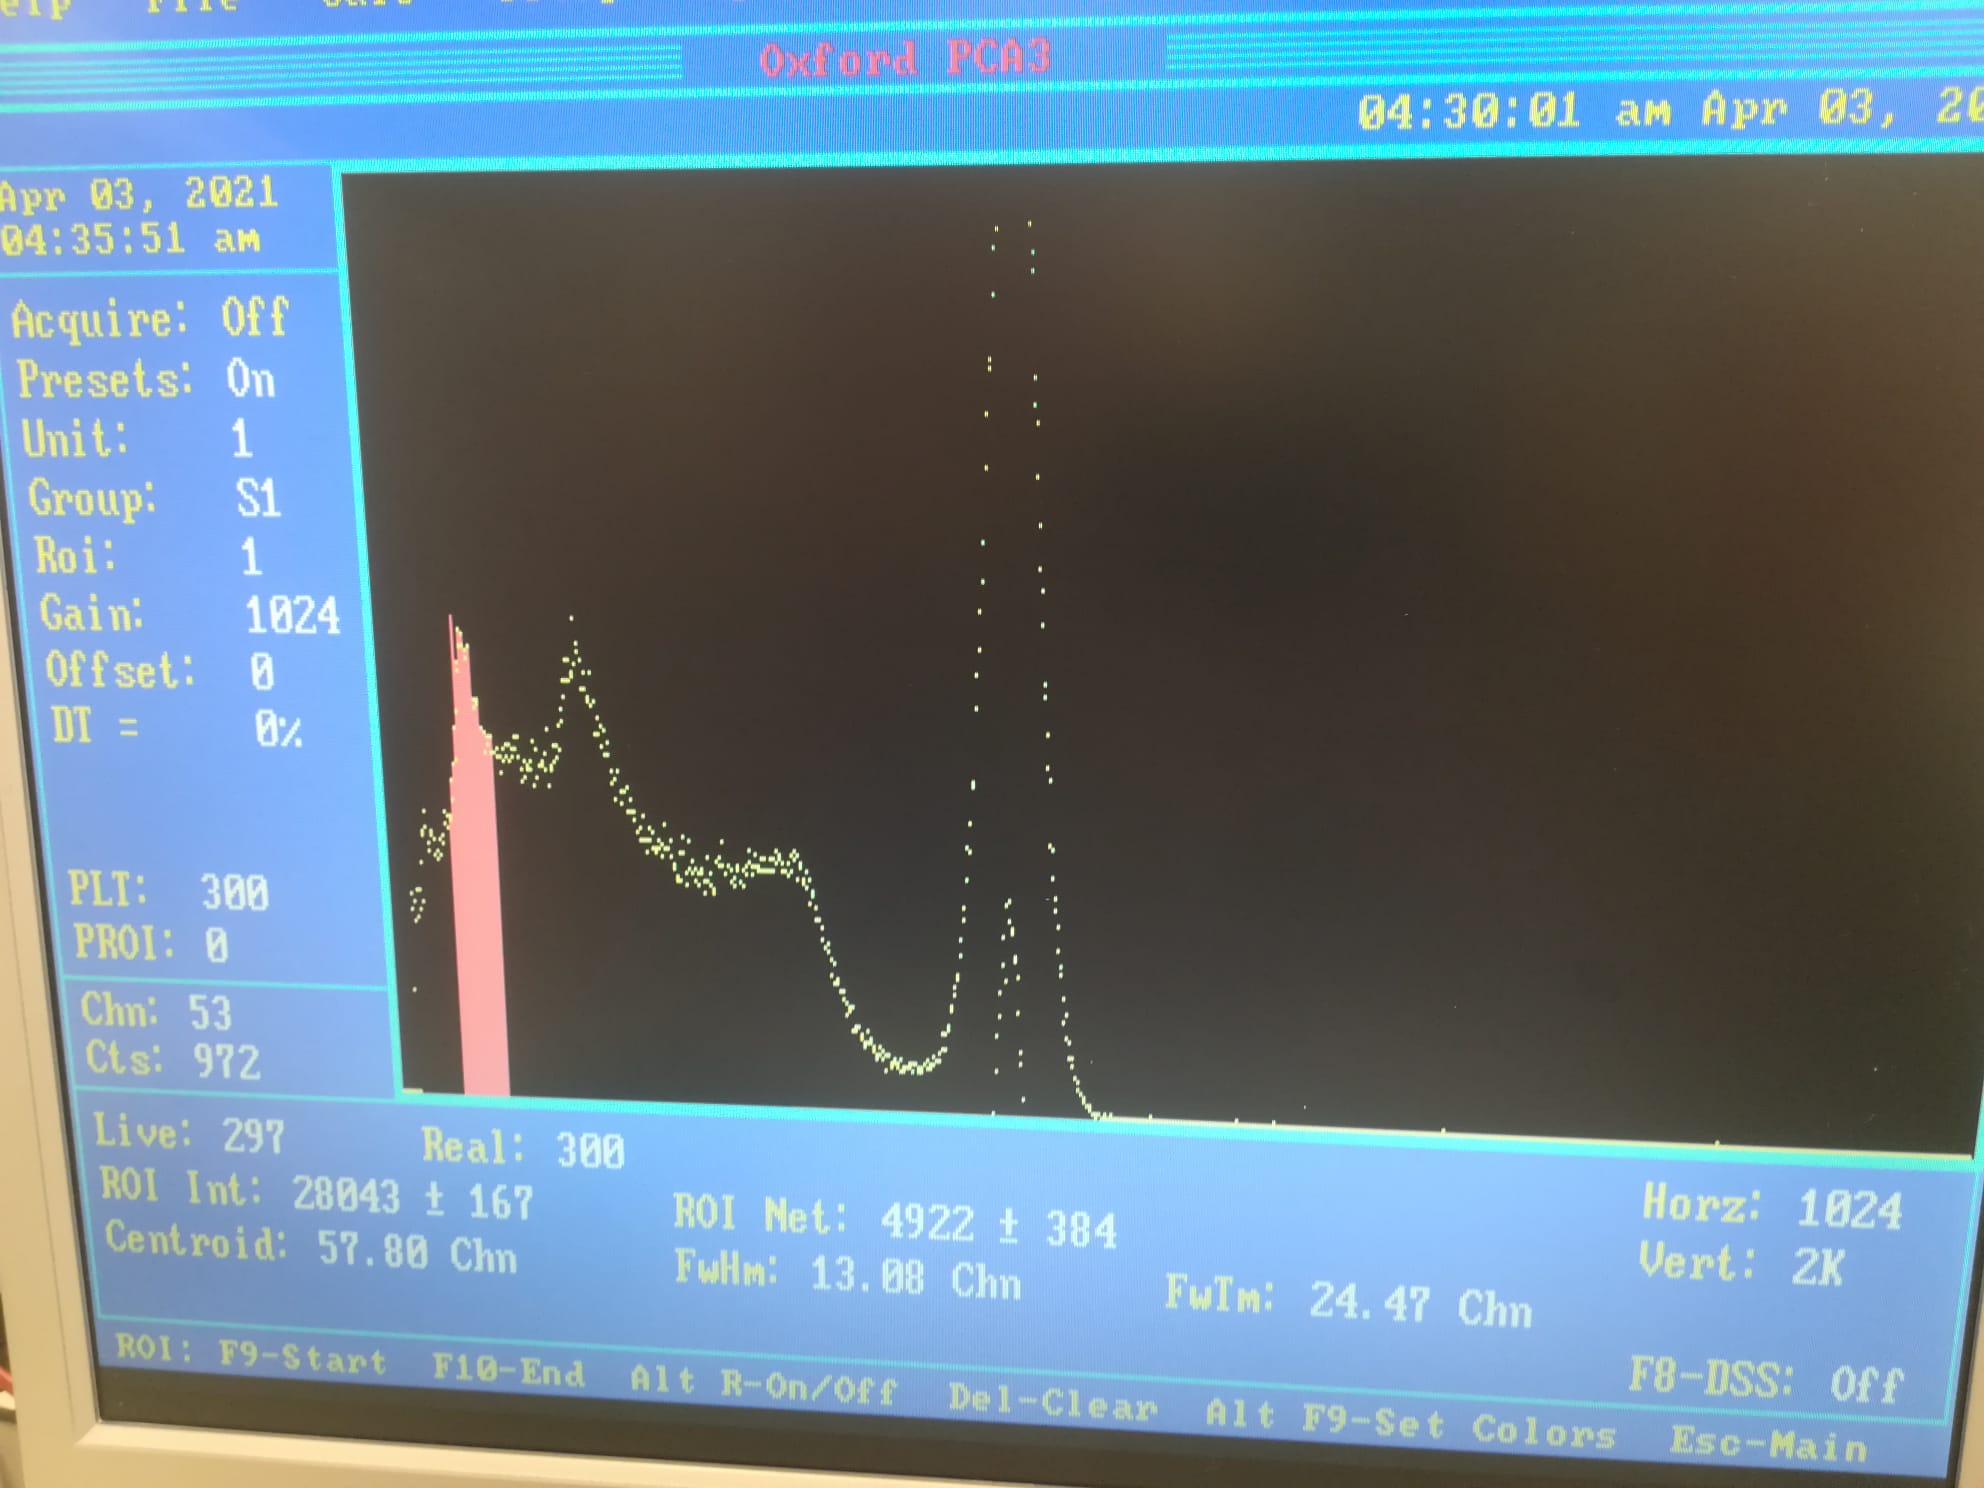 Oxford PCA3
04:30:01 am Apr 03,
Apr 03, 2021
04:35:51 am
Acquire: Off
Presets: On
Unit: 1
Group: S1
Roi: 1
Gain: 1024
Offset: 0
DT = 0%
PLT: 300
PROI: 0
Chn: 53
Cts: 972
Live: 297 Real: 300
ROI Int: 28043 ± 167 ROI Net: 4922 ± 384 Horz: 1024
Centroid: 57.80 Chn FwHm: 13.08 Chn FwTm: 24.47 Chn Vert: 2K
ROI: F9-Start F10-End Alt R-On/Off Del-Clear Alt F9-Set Colors Esc-Main
F8-DSS: Off